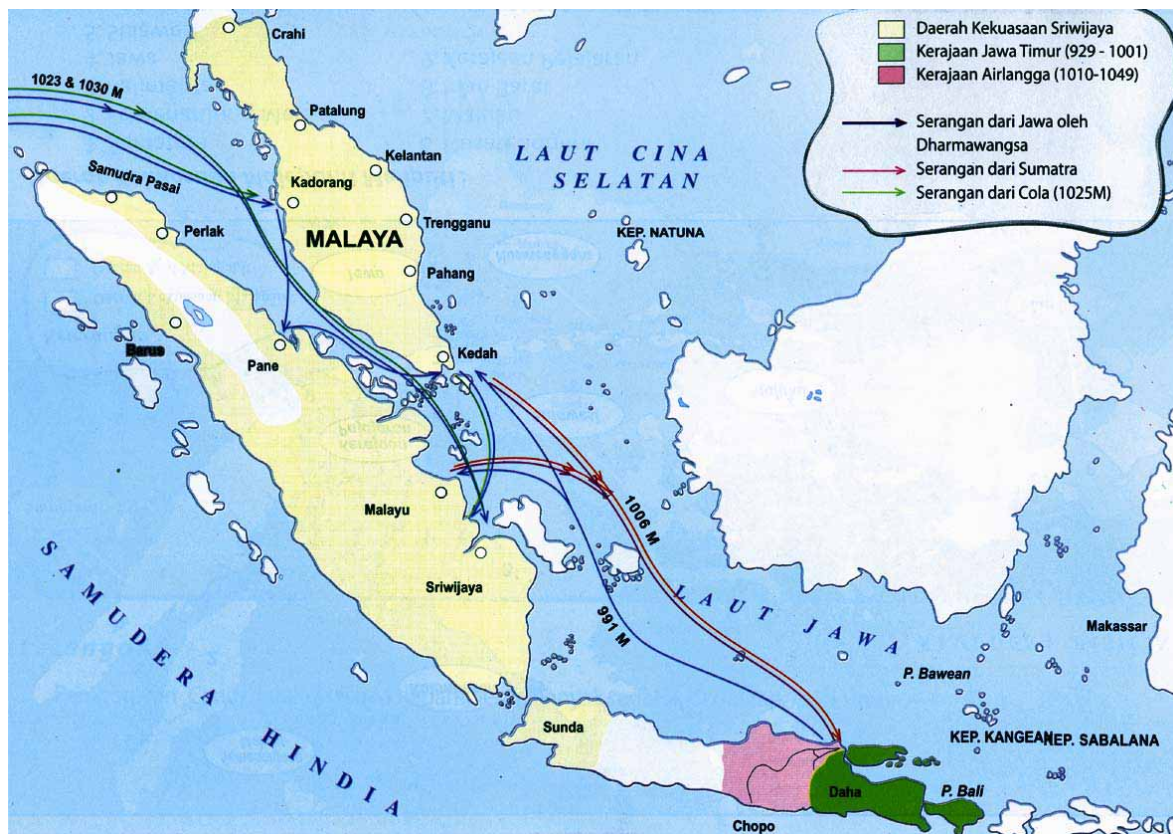 Daerah Kekuasaan Sriwijaya
Kerajaan Jawa Timur (929 - 1001)
Kerajaan Airlangga (1010-1049)
Serangan dari Jawa oleh
Dharmawangsa
Serangan dari Sumatra
Serangan dari Cola (1025M)
Crahi
1023 & 1030 M
Patalung
Kelantan
LAUT CINA
SELATAN
Samudra Pasai
Kadorang
Perlak
Trengganu
KEP. NATUNA
MALAYA
Pahang
Barus
Pane
Kedah
Malayu
1006 M
Sriwijaya
991 M
LAUT JAWA
SAMUDERA HINDIA
Makassar
P. Bawean
Sunda
KEP. KANGEAN
KEP. SABALANA
Daha
P. Bali
Chopo